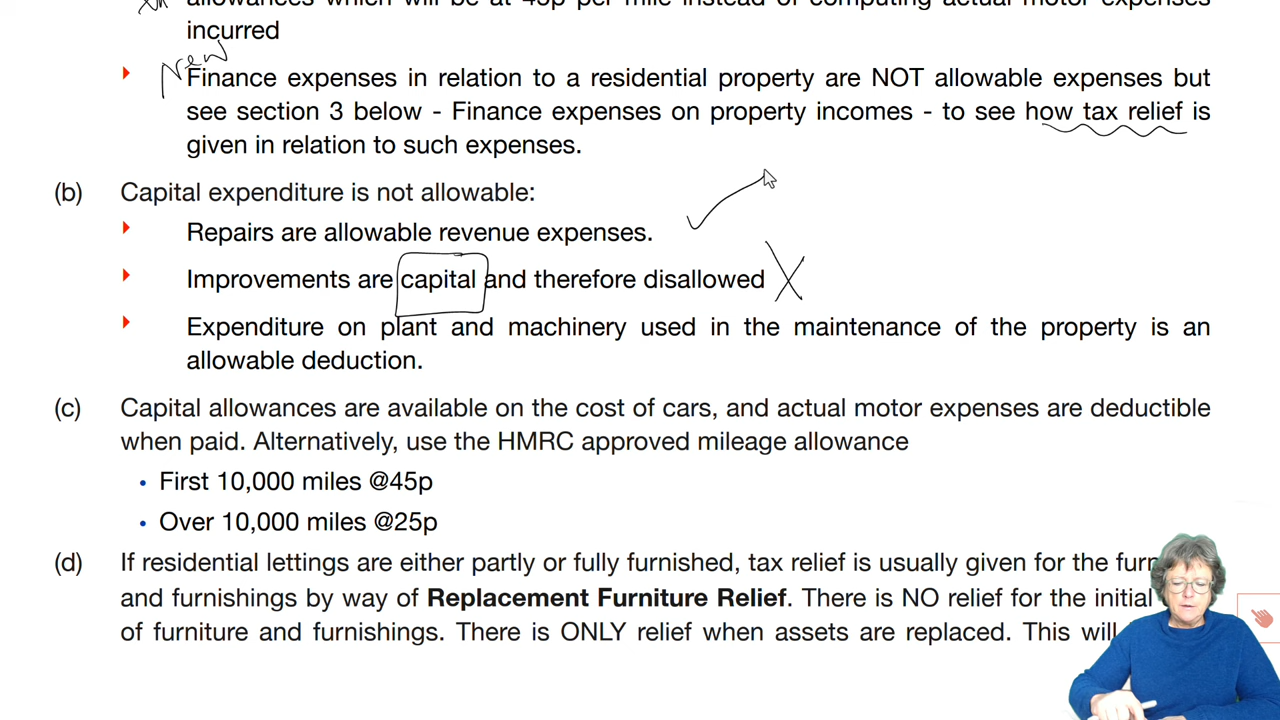 allowances which will be at 45p per mile instead of computing actual motor expenses
incurred
New
Finance expenses in relation to a residential property are NOT allowable expenses but
see section 3 below - Finance expenses on property incomes - to see how tax relief is
given in relation to such expenses.
(b) Capital expenditure is not allowable:
Repairs are allowable revenue expenses.
Improvements are capital and therefore disallowed
Expenditure on plant and machinery used in the maintenance of the property is an
allowable deduction.
(c) Capital allowances are available on the cost of cars, and actual motor expenses are deductible
when paid. Alternatively, use the HMRC approved mileage allowance
• First 10,000 miles @45p
• Over 10,000 miles @25p
(d) If residential lettings are either partly or fully furnished, tax relief is usually given for the
and furnishings by way of Replacement Furniture Relief. There is NO relief for the initial
of furniture and furnishings. There is ONLY relief when assets are replaced. This will